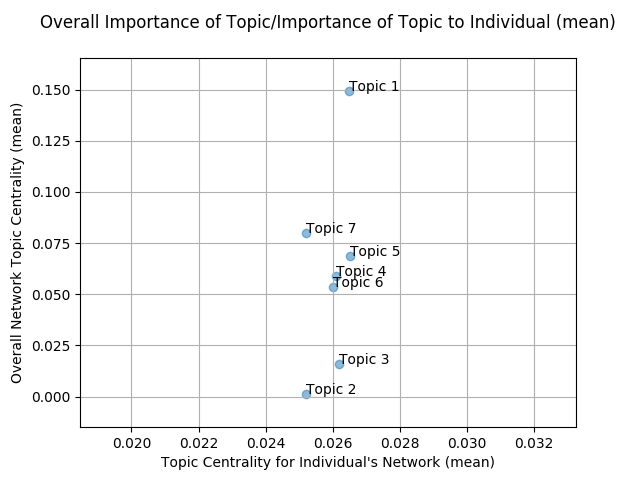 Overall Importance of Topic/Importance of Topic to Individual (mean)
Overall Network Topic Centrality (mean)
0.150
0.125
0.100
0.075
0.050
0.025
0.000
Topic 1
Topic 7
Topic 5
Topic 4
Topic 6
Topic 3
Topic 2
0.020 0.022 0.024 0.026 0.028 0.030 0.032
Topic Centrality for Individual's Network (mean)